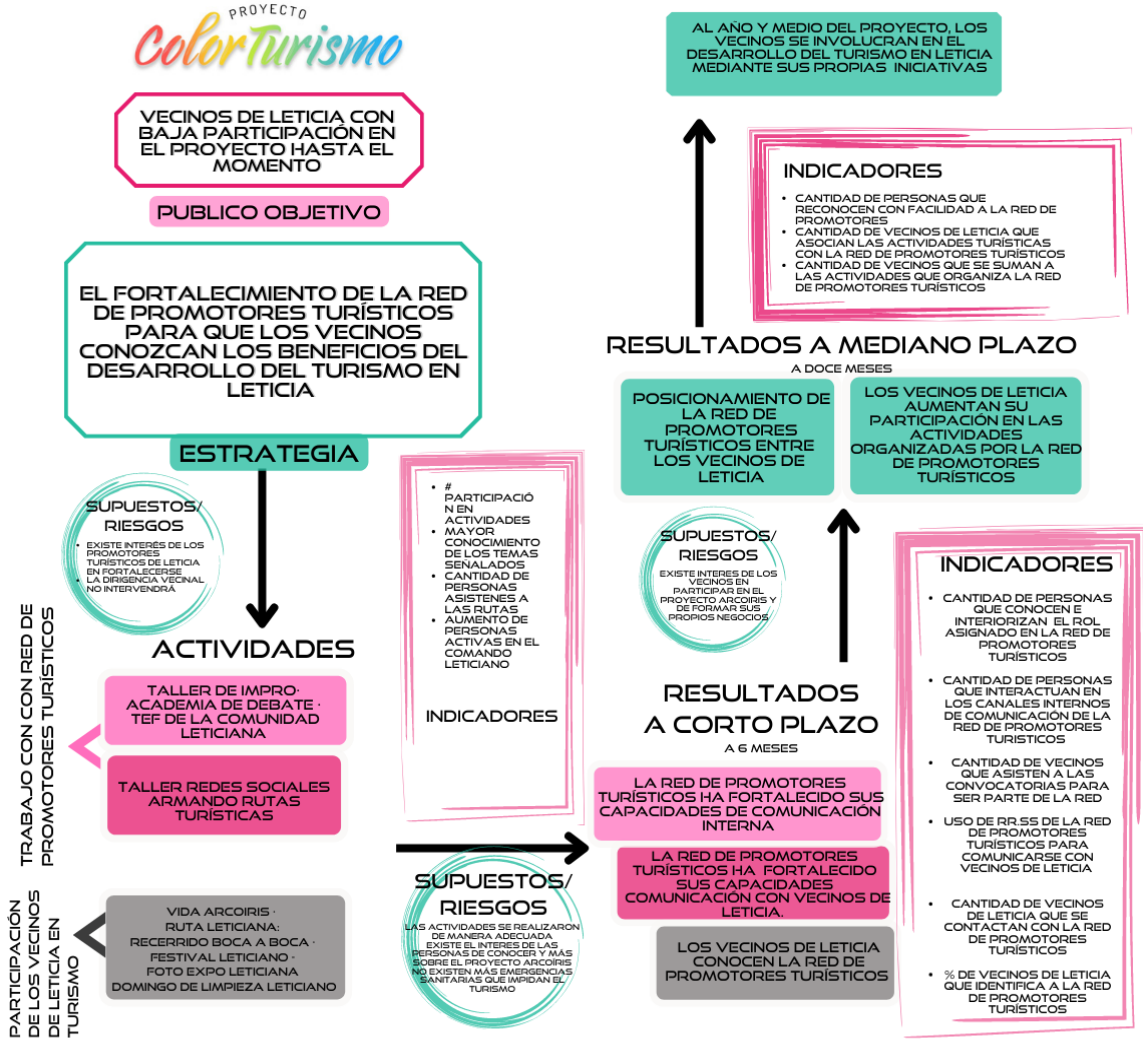 PROYECTO
ColorTurismo
VECINOS DE LETICIA CON
BAJA PARTICIPACIÓN EN
EL PROYECTO HASTA EL
MOMENTO
PUBLICO OBJETIVO
EL FORTALECIMIENTO DE LA RED
DE PROMOTORES TURÍSTICOS
PARA QUE LOS VECINOS
CONOZCAN LOS BENEFICIOS DEL
DESARROLLO DEL TURISMO EN
LETICIA
ESTRATEGIA
SUPUESTOS/
RIESGOS
• EXISTE INTERÉS DE LOS
PROMOTORES
TURÍSTICOS DE LETICIA
EN FORTALECERSE
• LA DIRIGENCIA VECINAL
NO INTERVENDRÁ
ACTIVIDADES
TRABAJO CON CON RED DE
PROMOTORES TURÍSTICOS
TALLER DE IMPRO·
ACADEMIA DE DEBATE ·
TEF DE LA COMUNIDAD
LETICIANA
TALLER REDES SOCIALES
ARMANDO RUTAS
TURÍSTICAS
PARTICIPACIÓN
DE LOS VECINOS
DE LETICIA EN
TURISMO
VIDA ARCOIRIS ·
RUTA LETICIANA:
RECERRIDO BOCA A BOCA ·
FESTIVAL LETICIANO ·
FOTO EXPO LETICIANA
DOMINGO DE LIMPIEZA LETICIANO
• #
PARTICIPACIÓ
N EN
ACTIVIDADES
• MAYOR
CONOCIMIENTO
DE LOS TEMAS
SEÑALADOS
• CANTIDAD DE
PERSONAS
ASISTENES A
LAS RUTAS
• AUMENTO DE
PERSONAS
ACTIVAS EN EL
COMANDO
LETICIANO
INDICADORES
SUPUESTOS/
RIESGOS
LAS ACTIVIDADES SE REALIZARON
DE MANERA ADECUADA
EXISTE EL INTERES DE LAS
PERSONAS DE CONOCER Y MÁS
SOBRE EL PROYECTO ARCOÍRIS
NO EXISTEN MÁS EMERGENCIAS
SANITARIAS QUE IMPIDAN EL
TURISMO
AL AÑO Y MEDIO DEL PROYECTO, LOS
VECINOS SE INVOLUCRAN EN EL
DESARROLLO DEL TURISMO EN LETICIA
MEDIANTE SUS PROPIAS INICIATIVAS
INDICADORES
• CANTIDAD DE PERSONAS QUE
RECONOCEN CON FACILIDAD A LA RED DE
PROMOTORES
• CANTIDAD DE VECINOS DE LETICIA QUE
ASOCIAN LAS ACTIVIDADES TURÍSTICAS
CON LA RED DE PROMOTORES TURÍSTICOS
• CANTIDAD DE VECINOS QUE SE SUMAN A
LAS ACTIVIDADES QUE ORGANIZA LA RED
DE PROMOTORES TURÍSTICOS
RESULTADOS A MEDIANO PLAZO
A DOCE MESES
POSICIONAMIENTO DE
LA RED DE
PROMOTORES
TURÍSTICOS ENTRE
LOS VECINOS DE
LETICIA
LOS VECINOS DE LETICIA
AUMENTAN SU
PARTICIPACIÓN EN LAS
ACTIVIDADES
ORGANIZADAS POR LA RED
DE PROMOTORES
TURÍSTICOS
SUPUESTOS/
RIESGOS
EXISTE INTERES DE LOS
VECINOS EN
PARTICIPAR EN EL
PROYECTO ARCOIRIS Y
DE FORMAR SUS
PROPIOS NEGOCIOS
RESULTADOS
A CORTO PLAZO
A 6 MESES
LA RED DE PROMOTORES
TURÍSTICOS HA FORTALECIDO SUS
CAPACIDADES DE COMUNICACIÓN
INTERNA
LA RED DE PROMOTORES
TURÍSTICOS HA FORTALECIDO
SUS CAPACIDADES
COMUNICACIÓN CON VECINOS DE
LETICIA.
LOS VECINOS DE LETICIA
CONOCEN LA RED DE
PROMOTORES TURÍSTICOS
INDICADORES
• CANTIDAD DE PERSONAS
QUE CONOCEN E
INTERIORIZAN EL ROL
ASIGNADO EN LA RED DE
PROMOTORES
TURÍSTICOS
• CANTIDAD DE PERSONAS
QUE INTERACTUAN EN
LOS CANALES INTERNOS
DE COMUNICACIÓN DE LA
RED DE PROMOTORES
TURISTICOS
• CANTIDAD DE VECINOS
QUE ASISTEN A LAS
CONVOCATORIAS PARA
SER PARTE DE LA RED
• USO DE RR.SS DE LA RED
DE PROMOTORES
TURÍSTICOS PARA
COMUNICARSE CON
VECINOS DE LETICIA
• CANTIDAD DE VECINOS
DE LETICIA QUE SE
CONTACTAN CON LA RED
DE PROMOTORES
TURÍSTICOS
• % DE VECINOS DE LETICIA
QUE IDENTIFICA A LA RED
DE PROMOTORES
TURÍSTICOS